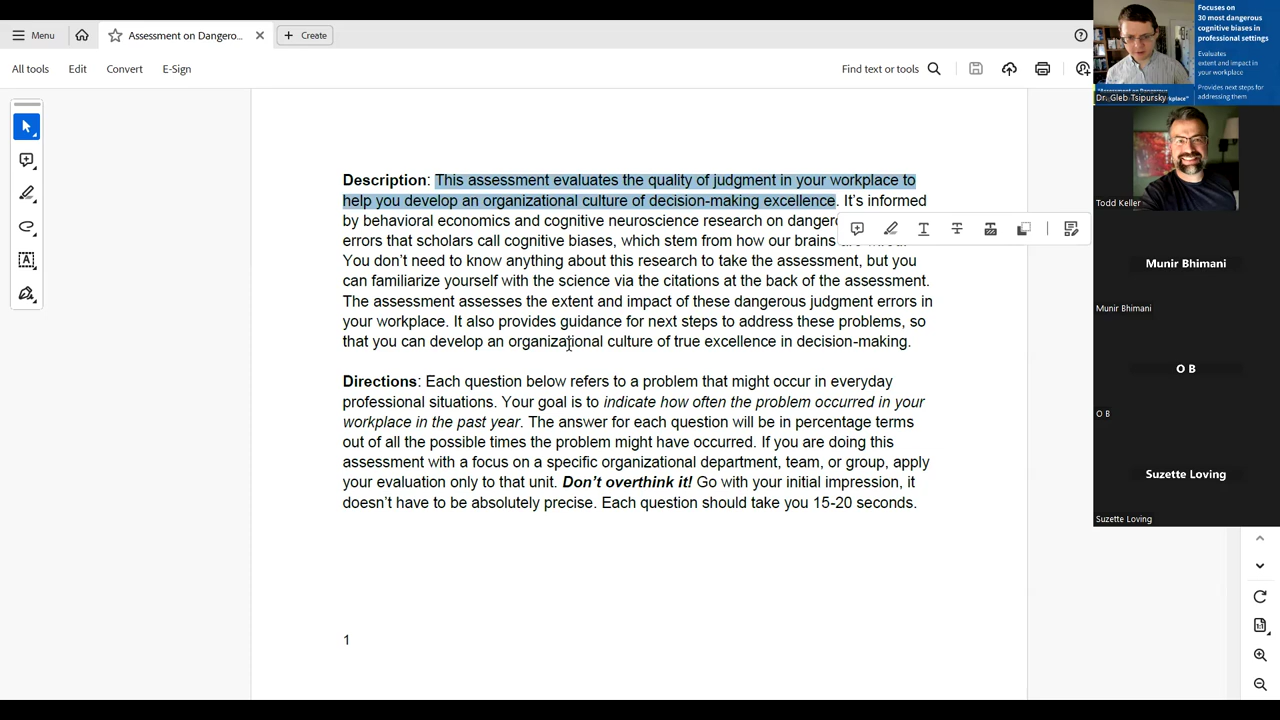 Menu
Assessment on Dangero...
Create
All tools
Edit
Convert
E-Sign
Find text or tools
Description: This assessment evaluates the quality of judgment in your workplace to
help you develop an organizational culture of decision-making excellence. It's informed
by behavioral economics and cognitive neuroscience research on
errors that scholars call cognitive biases, which stem from how our brains
You don't need to know anything about this research to take the assessment, but you
can familiarize yourself with the science via the citations at the back of the assessment.
The assessment assesses the extent and impact of these dangerous judgment errors in
your workplace. It also provides guidance for next steps to address these problems, so
that you can develop an organizational culture of true excellence in decision-making.
Directions: Each question below refers to a problem that might occur in everyday
professional situations. Your goal is to indicate how often the problem occurred in your
workplace in the past year. The answer for each question will be in percentage terms
out of all the possible times the problem might have occurred. If you are doing this
assessment with a focus on a specific organizational department, team, or group, apply
your evaluation only to that unit. Don't overthink it! Go with your initial impression, it
doesn't have to be absolutely precise. Each question should take you 15-20 seconds.
1
Focuses on
30 most dangerous
cognitive biases in
professional settings
Evaluates
extent and impact in
your workplace
Provides next steps for
addressing them
Dr. Gleb Tsipursky
Todd Keller
Munir Bhimani
Munir Bhimani
O B
O B
Suzette Loving
Suzette Loving